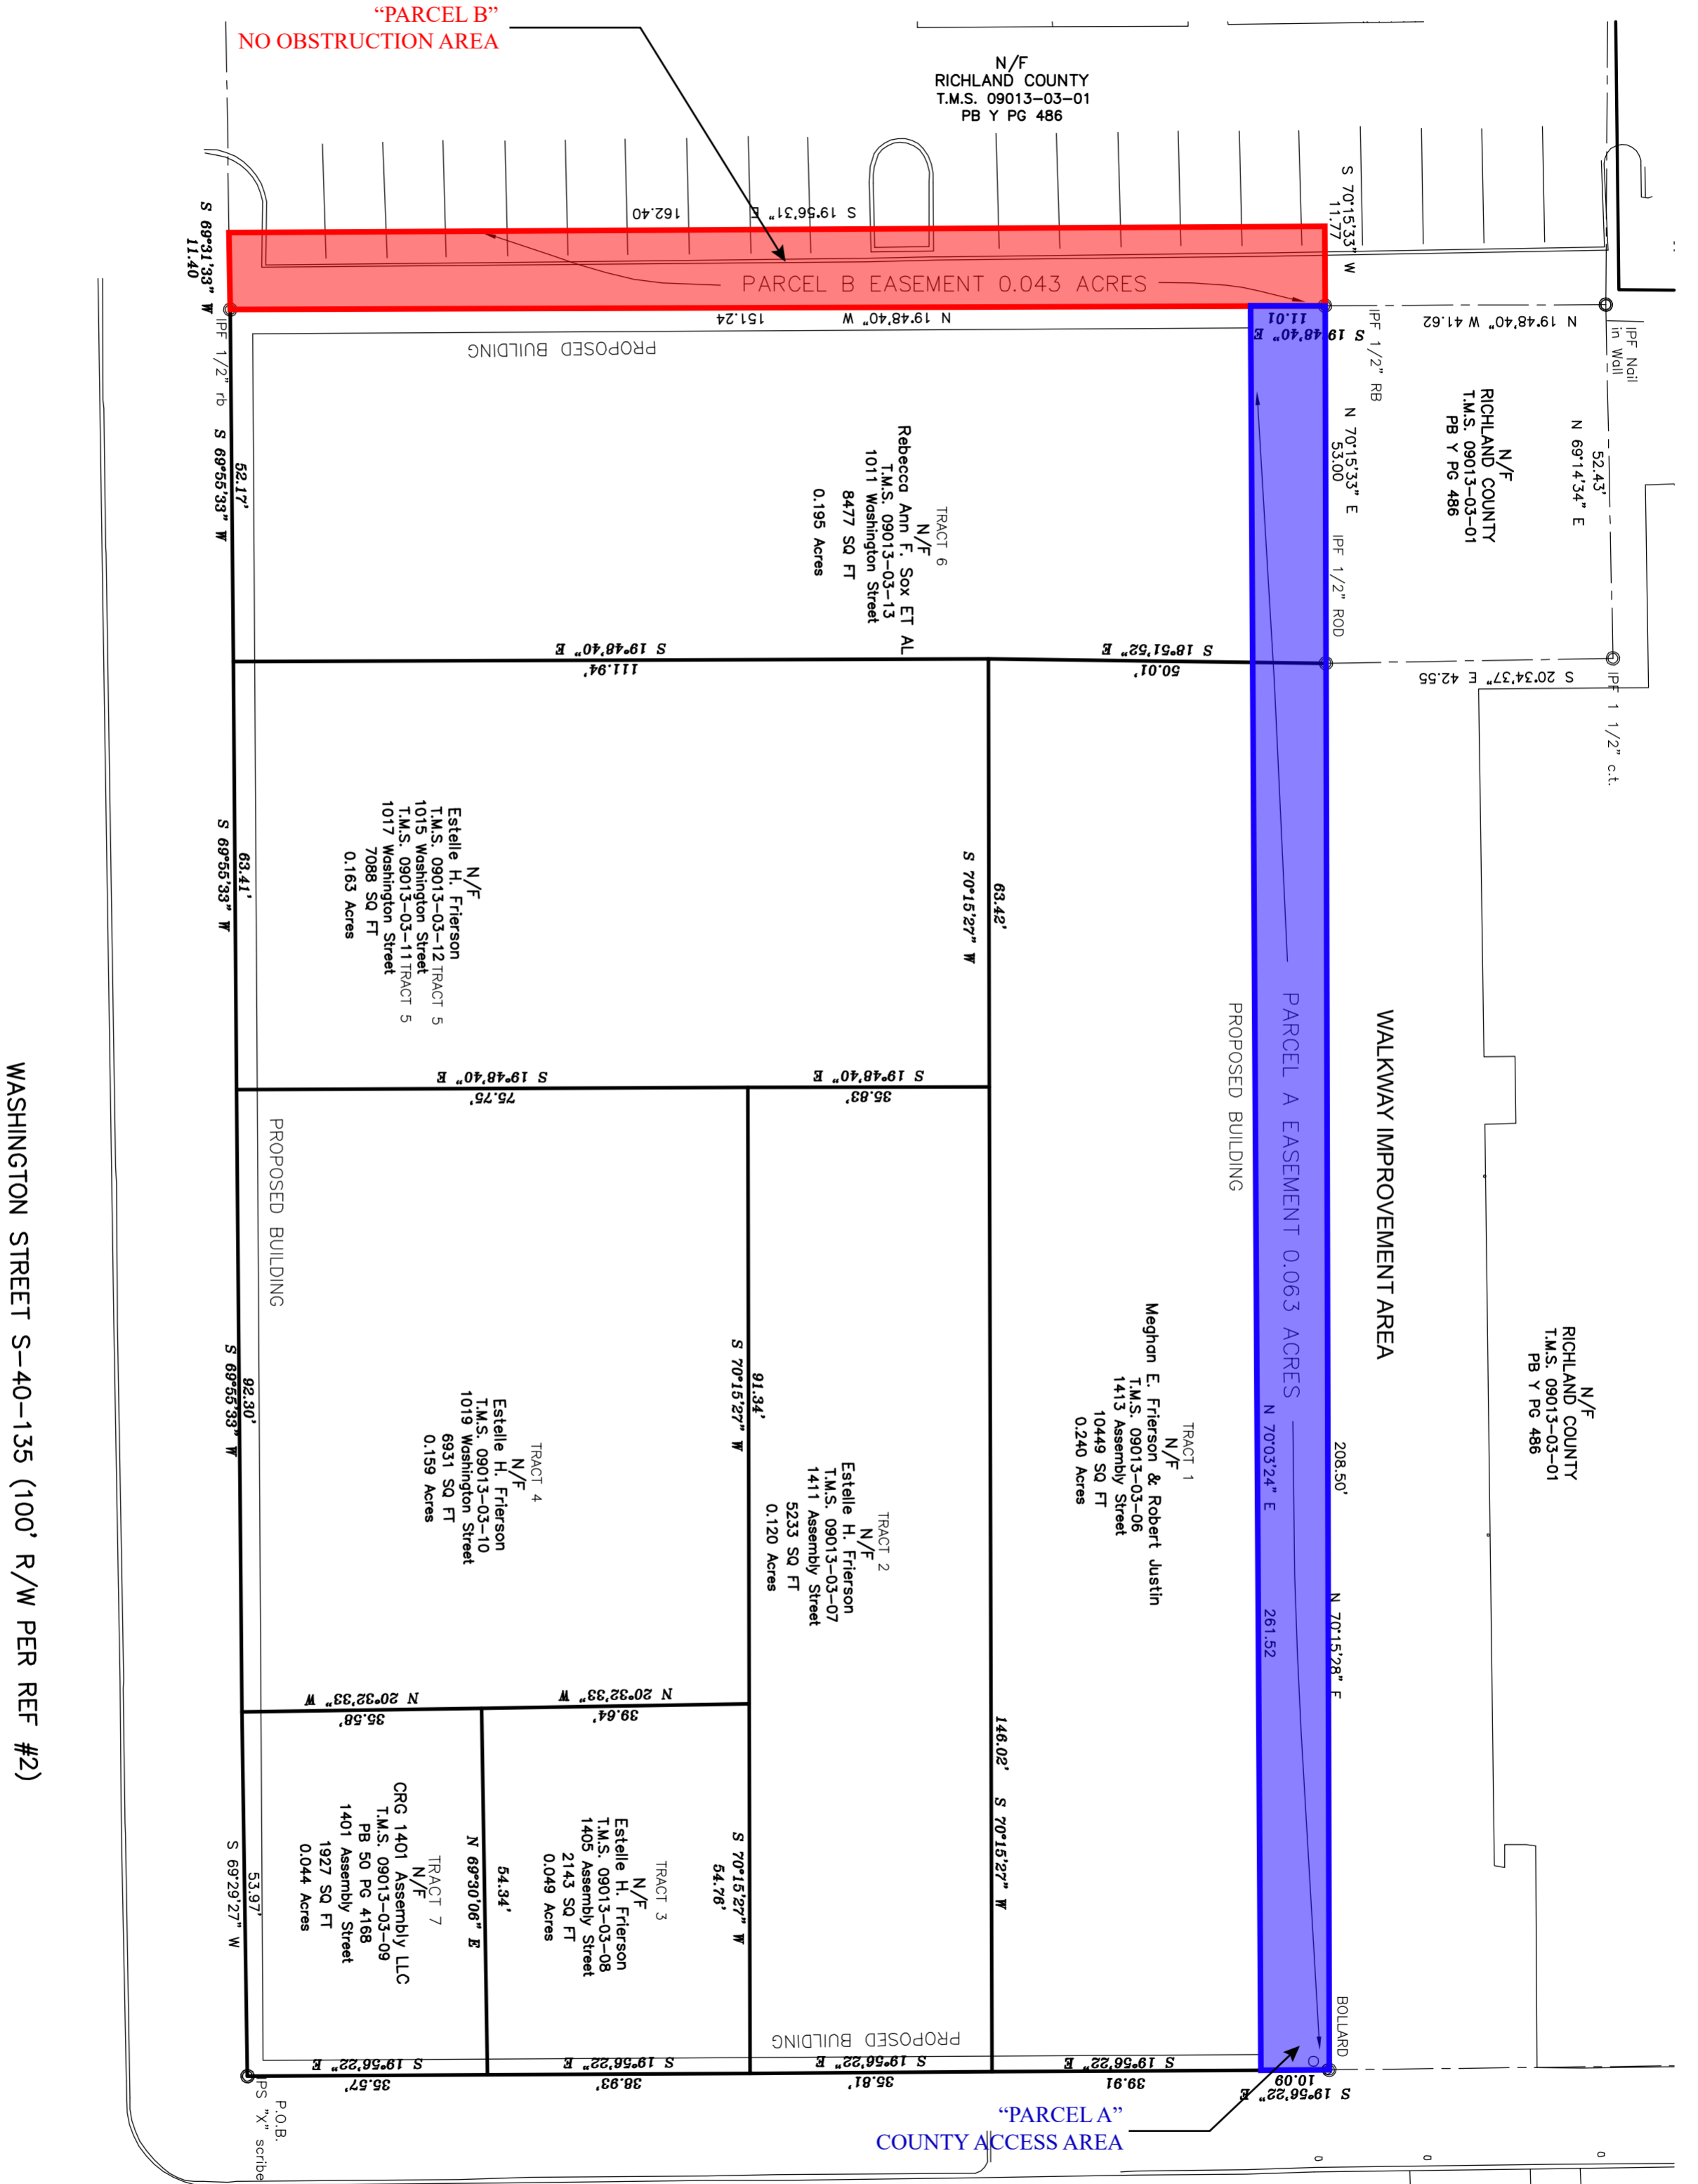 “PARCEL B”
NO OBSTRUCTION AREA
N/F
RICHLAND COUNTY
T.M.S. 09013-03-01
PB Y PG 486
S 70°15'33" W
11.77
S 19°56'31" E
162.40
S 69°31'33" W
11.40
PARCEL B EASEMENT 0.043 ACRES
N 19°48'40" W
151.24
S 19°48'40" E
11.01
N 19°48'40" W 41.62
IPF Nail
in Wall
IPF 1/2" RB
IPF 1/2" rb
PROPOSED BUILDING
N/F
RICHLAND COUNTY
T.M.S. 09013-03-01
PB Y PG 486
52.43'
N 69°14'34" E
N 70°15'33" E
53.00
IPF 1/2" ROD
TRACT 6
N/F
Rebecca Ann F. Sox ET AL
T.M.S. 09013-03-13
1011 Washington Street
8477 SQ FT
0.195 Acres
52.17'
S 69°55'33" W
S 19°48'40" E
111.94'
S 18°51'52" E
50.01'
S 20°34'37" E 42.55
IPF 1 1/2" c.t.
N/F
Estelle H. Frierson
T.M.S. 09013-03-12 TRACT 5
1015 Washington Street
T.M.S. 09013-03-11 TRACT 5
1017 Washington Street
7088 SQ FT
0.163 Acres
63.41'
S 69°55'33" W
63.42'
S 70°15'27" W
PROPOSED BUILDING
PARCEL A EASEMENT 0.063 ACRES
WALKWAY IMPROVEMENT AREA
S 19°48'40" E
75.75'
S 19°48'40" E
35.83'
PROPOSED BUILDING
TRACT 1
N/F
Meghan E. Frierson & Robert Justin
T.M.S. 09013-03-06
1413 Assembly Street
10449 SQ FT
0.240 Acres
N 70°03'24" E
261.52
208.50'
N 70°15'28" E
N/F
RICHLAND COUNTY
T.M.S. 09013-03-01
PB Y PG 486
92.30'
S 69°55'33" W
TRACT 4
N/F
Estelle H. Frierson
T.M.S. 09013-03-10
1019 Washington Street
6931 SQ FT
0.159 Acres
91.34'
S 70°15'27" W
TRACT 2
N/F
Estelle H. Frierson
T.M.S. 09013-03-07
1411 Assembly Street
5233 SQ FT
0.120 Acres
146.02'
S 70°15'27" W
N 20°32'33" W
35.58'
N 20°32'33" W
39.64'
TRACT 7
N/F
CRG 1401 Assembly LLC
T.M.S. 09013-03-09
PB 50 PG 4168
1401 Assembly Street
1927 SQ FT
0.044 Acres
54.34'
N 69°30'06" E
TRACT 3
N/F
Estelle H. Frierson
T.M.S. 09013-03-08
1405 Assembly Street
2143 SQ FT
0.049 Acres
S 70°15'27" W
54.76'
53.97'
S 69°29'27" W
PROPOSED BUILDING
BOLLARD
S 19°56'22" E
35.57'
S 19°56'22" E
38.93'
S 19°56'22" E
35.81'
S 19°56'22" E
39.91
S 19°56'22" E
10.09
P.O.B.
PS "X" scribe
“PARCEL A”
COUNTY ACCESS AREA
WASHINGTON STREET S-40-135 (100' R/W PER REF #2)